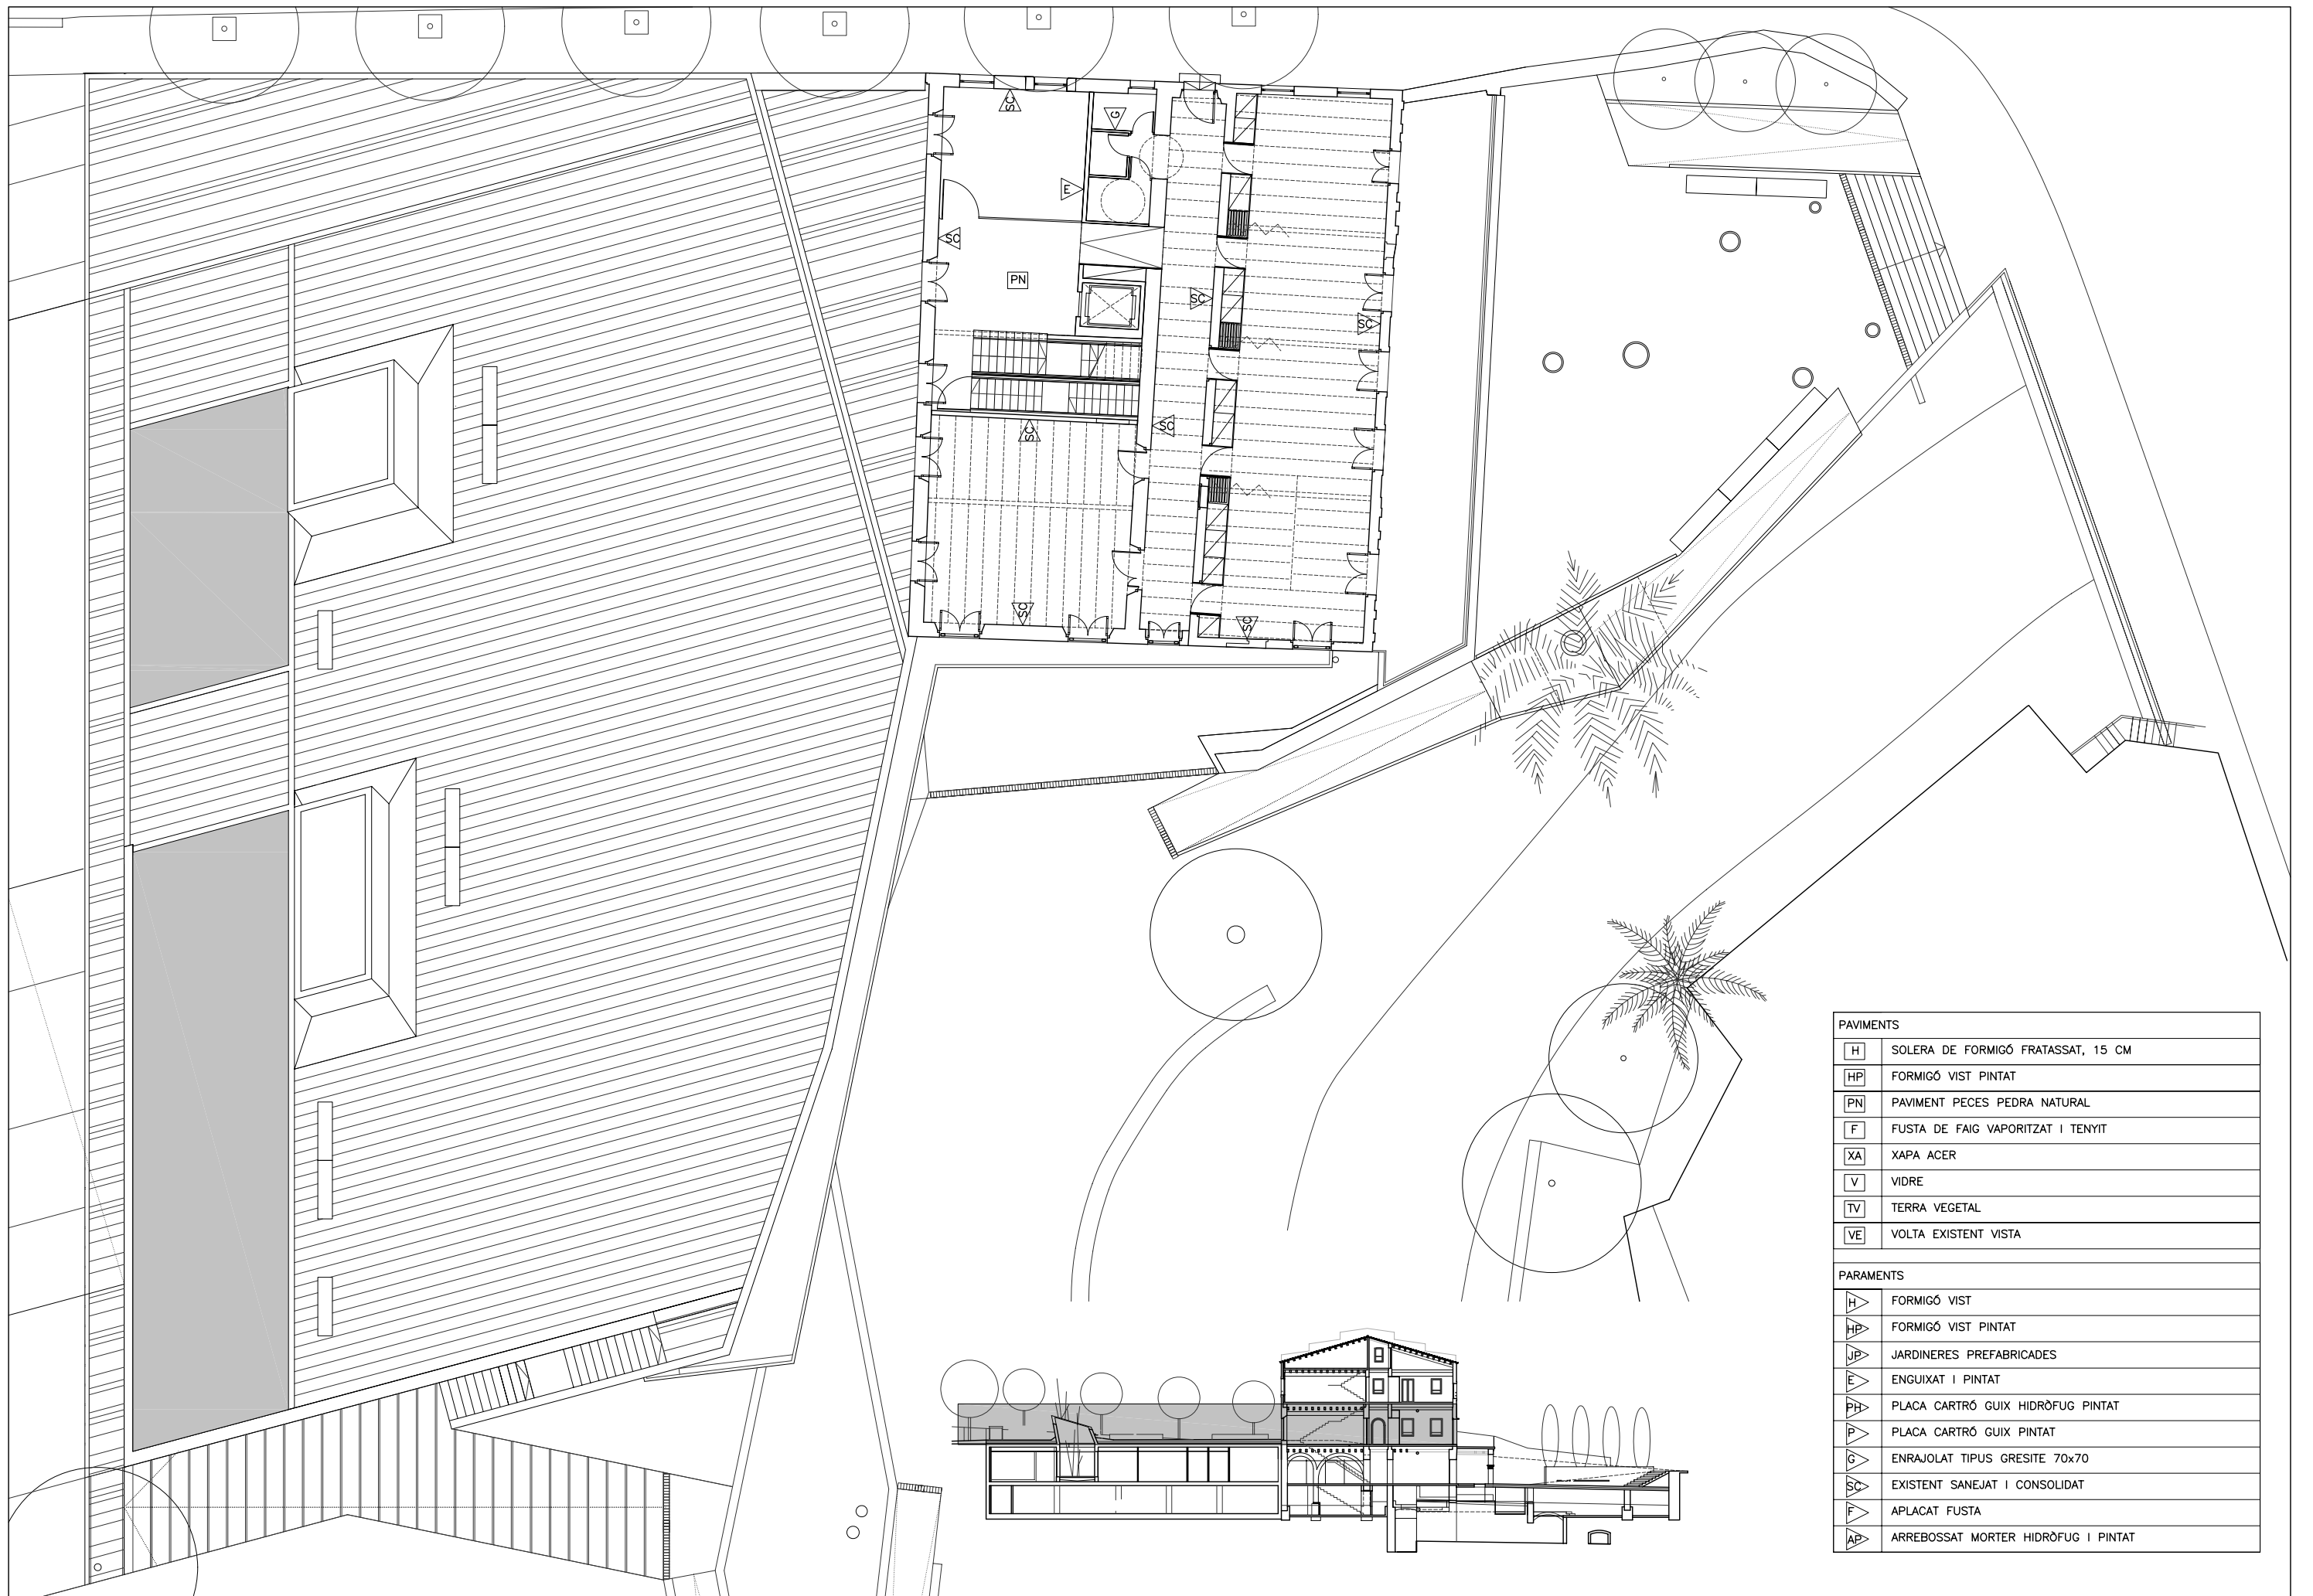 SC
G
E
SC
PN
SC
SC
SC
SC
SC
SC
PAVIMENTS
H SOLERA DE FORMIGÓ FRATASSAT, 15 CM
HP FORMIGÓ VIST PINTAT
PN PAVIMENT PECES PEDRA NATURAL
F FUSTA DE FAIG VAPORITZAT I TENYIT
XA XAPA ACER
V VIDRE
TV TERRA VEGETAL
VE VOLTA EXISTENT VISTA
PARAMENTS
H FORMIGÓ VIST
HP FORMIGÓ VIST PINTAT
JP JARDINERES PREFABRICADES
E ENGUIXAT I PINTAT
PH PLACA CARTRÓ GUIX HIDRÒFUG PINTAT
P PLACA CARTRÓ GUIX PINTAT
G ENRAJOLAT TIPUS GRESITE 70x70
SC EXISTENT SANEJAT I CONSOLIDAT
F APLACAT FUSTA
AP ARREBOSSAT MORTER HIDRÒFUG I PINTAT